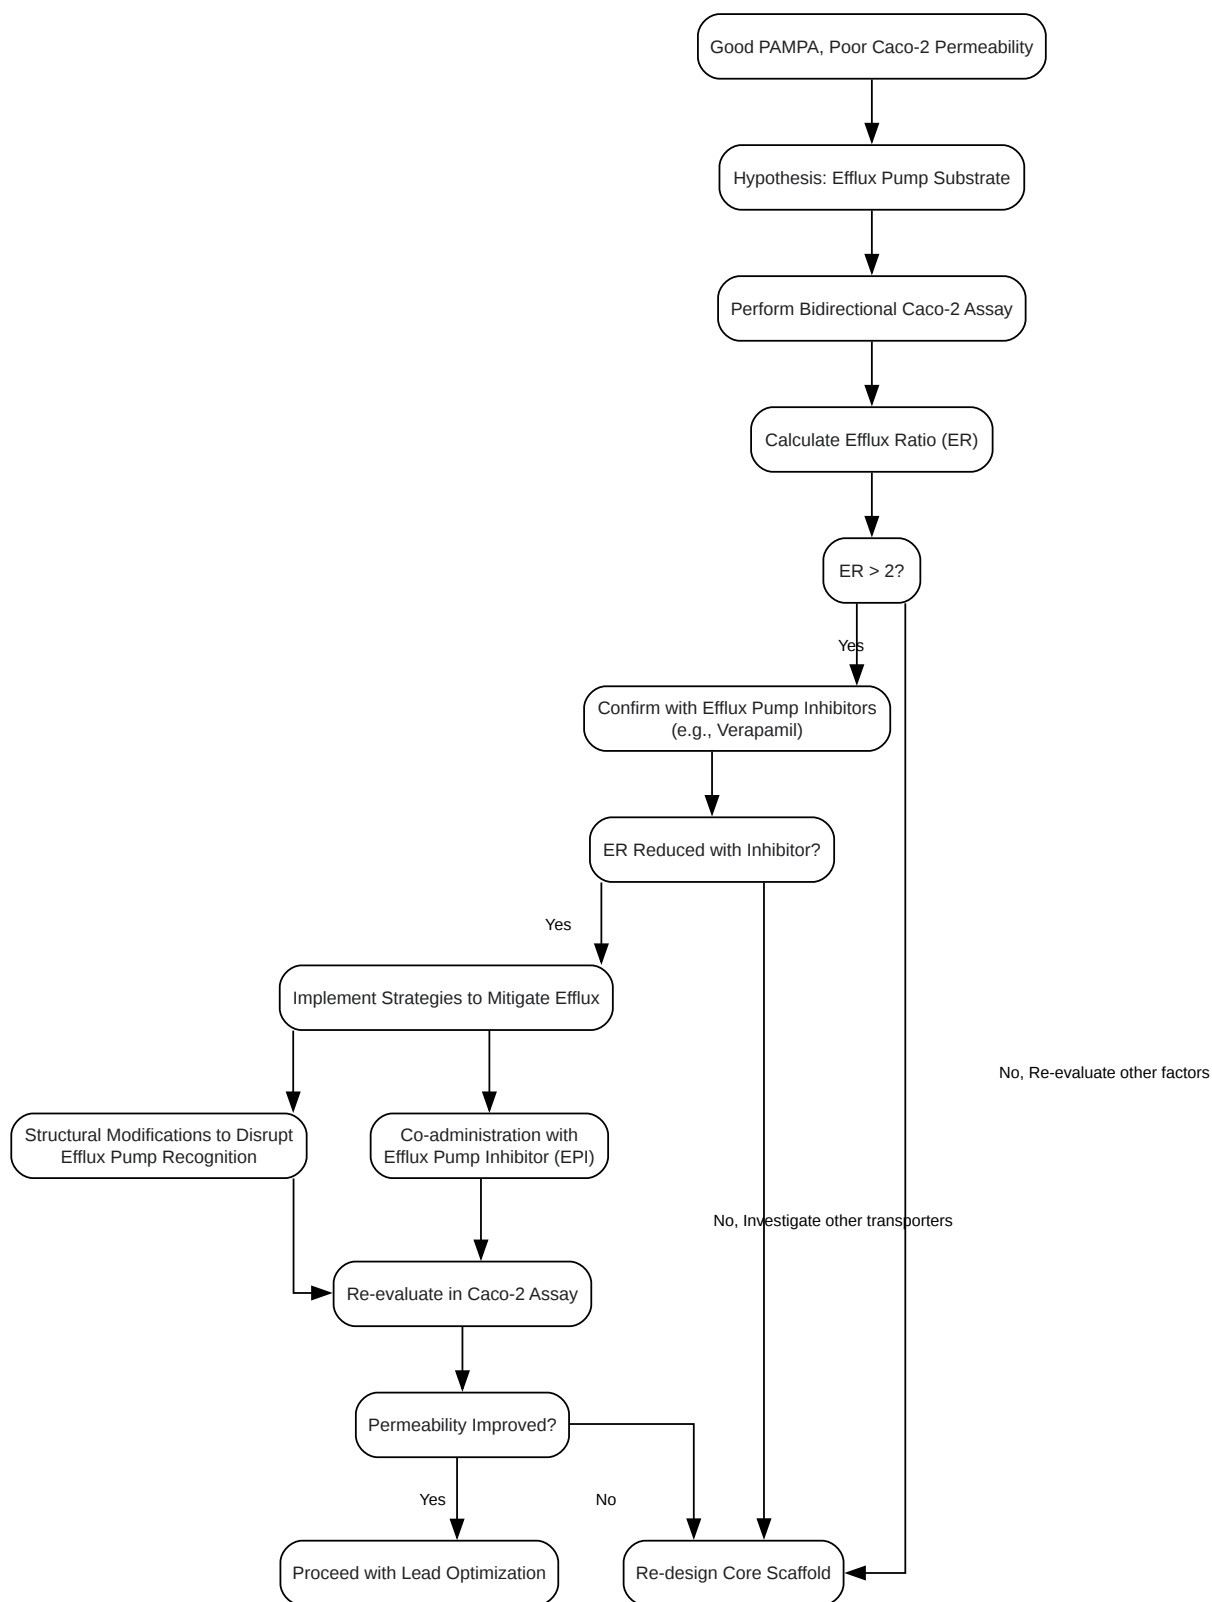 Good PAMPA, Poor Caco-2 Permeability
Hypothesis: Efflux Pump Substrate
Perform Bidirectional Caco-2 Assay
Calculate Efflux Ratio (ER)
ER > 2?
Yes
Confirm with Efflux Pump Inhibitors
(e.g., Verapamil)
ER Reduced with Inhibitor?
Yes
Implement Strategies to Mitigate Efflux
No, Re-evaluate other factors
Structural Modifications to Disrupt
Efflux Pump Recognition
Co-administration with
Efflux Pump Inhibitor (EPI)
No, Investigate other transporters
Re-evaluate in Caco-2 Assay
Permeability Improved?
Yes
No
Proceed with Lead Optimization
Re-design Core Scaffold